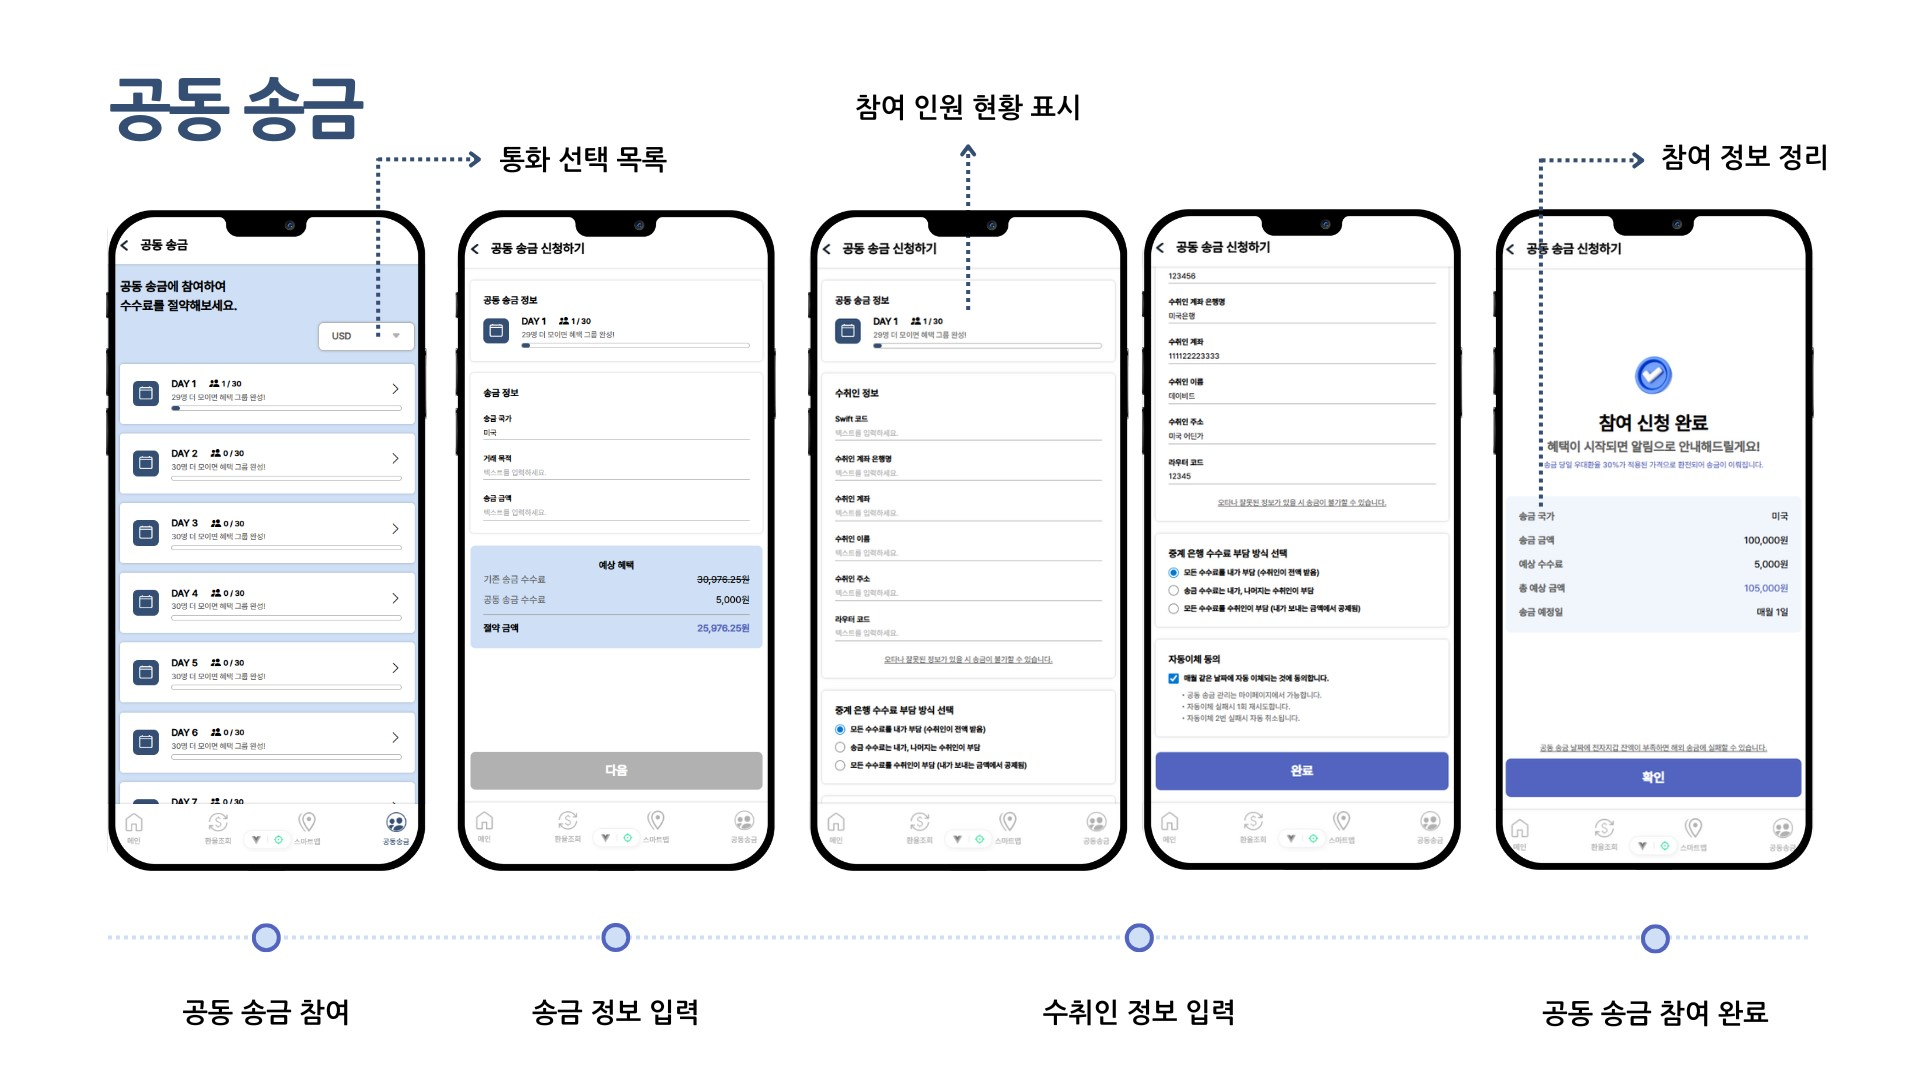 공동 송금
통화 선택 목록
참여 인원 현황 표시
참여 정보 정리
공동 송금
공동 송금에 참여하여
수수료를 절약해보세요.
USD
DAY 1 1 / 30
29명 더 모이면 혜택 그룹 완성!
DAY 2 0 / 30
30명 더 모이면 혜택 그룹 완성!
DAY 3 0 / 30
30명 더 모이면 혜택 그룹 완성!
DAY 4 0 / 30
30명 더 모이면 혜택 그룹 완성!
DAY 5 0 / 30
30명 더 모이면 혜택 그룹 완성!
DAY 6 0 / 30
30명 더 모이면 혜택 그룹 완성!
DAY 7 0 / 30
메인 환율조회 스마트맵 공동송금
공동 송금 신청하기
공동 송금 정보
DAY 1 1 / 30
29명 더 모이면 혜택 그룹 완성!
송금 정보
송금 국가
미국
거래 목적
텍스트를 입력하세요.
송금 금액
텍스트를 입력하세요.
예상 혜택
기존 송금 수수료 30,976.25원
공동 송금 수수료 5,000원
절약 금액 25,976.25원
다음
메인 환율조회 스마트맵 공동송금
공동 송금 신청하기
공동 송금 정보
DAY 1 1 / 30
29명 더 모이면 혜택 그룹 완성!
수취인 정보
Swift 코드
텍스트를 입력하세요.
수취인 계좌 은행명
텍스트를 입력하세요.
수취인 계좌
텍스트를 입력하세요.
수취인 이름
텍스트를 입력하세요.
수취인 주소
텍스트를 입력하세요.
라우터 코드
텍스트를 입력하세요.
오타나 잘못된 정보가 있을 시 송금이 불가할 수 있습니다.
중계 은행 수수료 부담 방식 선택
모든 수수료를 내가 부담 (수취인이 전액 받음)
송금 수수료는 내가, 나머지는 수취인이 부담
모든 수수료를 수취인이 부담 (내가 보내는 금액에서 공제됨)
메인 환율조회 스마트맵 공동송금
공동 송금 신청하기
123456
수취인 계좌 은행명
미국은행
수취인 계좌
111122223333
수취인 이름
데이비드
수취인 주소
미국 어딘가
라우터 코드
12345
오타나 잘못된 정보가 있을 시 송금이 불가할 수 있습니다.
중계 은행 수수료 부담 방식 선택
모든 수수료를 내가 부담 (수취인이 전액 받음)
송금 수수료는 내가, 나머지는 수취인이 부담
모든 수수료를 수취인이 부담 (내가 보내는 금액에서 공제됨)
자동이체 동의
매월 같은 날짜에 자동 이체되는 것에 동의합니다.
• 공동 송금 관리는 마이페이지에서 가능합니다.
• 자동이체 실패시 1회 재시도합니다.
• 자동이체 2번 실패시 자동 취소됩니다.
완료
메인 환율조회 스마트맵 공동송금
공동 송금 신청하기
참여 신청 완료
혜택이 시작되면 알림으로 안내해드릴게요!
송금 당일 우대환율 30%가 적용된 가격으로 환전되어 송금이 이뤄집니다.
송금 국가 미국
송금 금액 100,000원
예상 수수료 5,000원
총 예상 금액 105,000원
송금 예정일 매월 1일
공동 송금 날짜에 전자지갑 잔액이 부족하면 해외 송금에 실패할 수 있습니다.
확인
메인 환율조회 스마트맵 공동송금
공동 송금 참여
송금 정보 입력
수취인 정보 입력
공동 송금 참여 완료